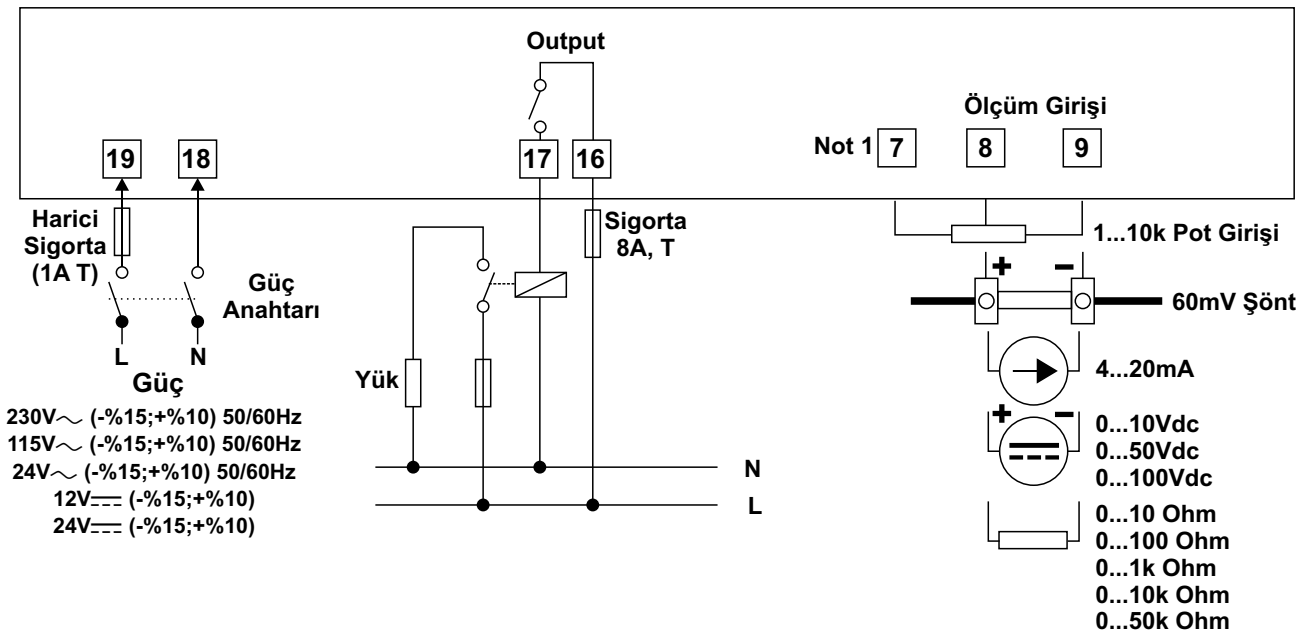 Output
Ölçüm Girişi
19
18
17
16
Not 1
7
8
9
Harici
Sigorta
(1A T)
Güç
Anahtarı
L
N
Güç
230V~ (-%15;+%10) 50/60Hz
115V~ (-%15;+%10) 50/60Hz
24V~ (-%15;+%10) 50/60Hz
12V⎓ (-%15;+%10)
24V⎓ (-%15;+%10)
Sigorta
8A, T
Yük
N
L
1...10k Pot Girişi
+ -
60mV Şönt
4...20mA
+ -
0...10Vdc
0...50Vdc
0...100Vdc
0...10 Ohm
0...100 Ohm
0...1k Ohm
0...10k Ohm
0...50k Ohm